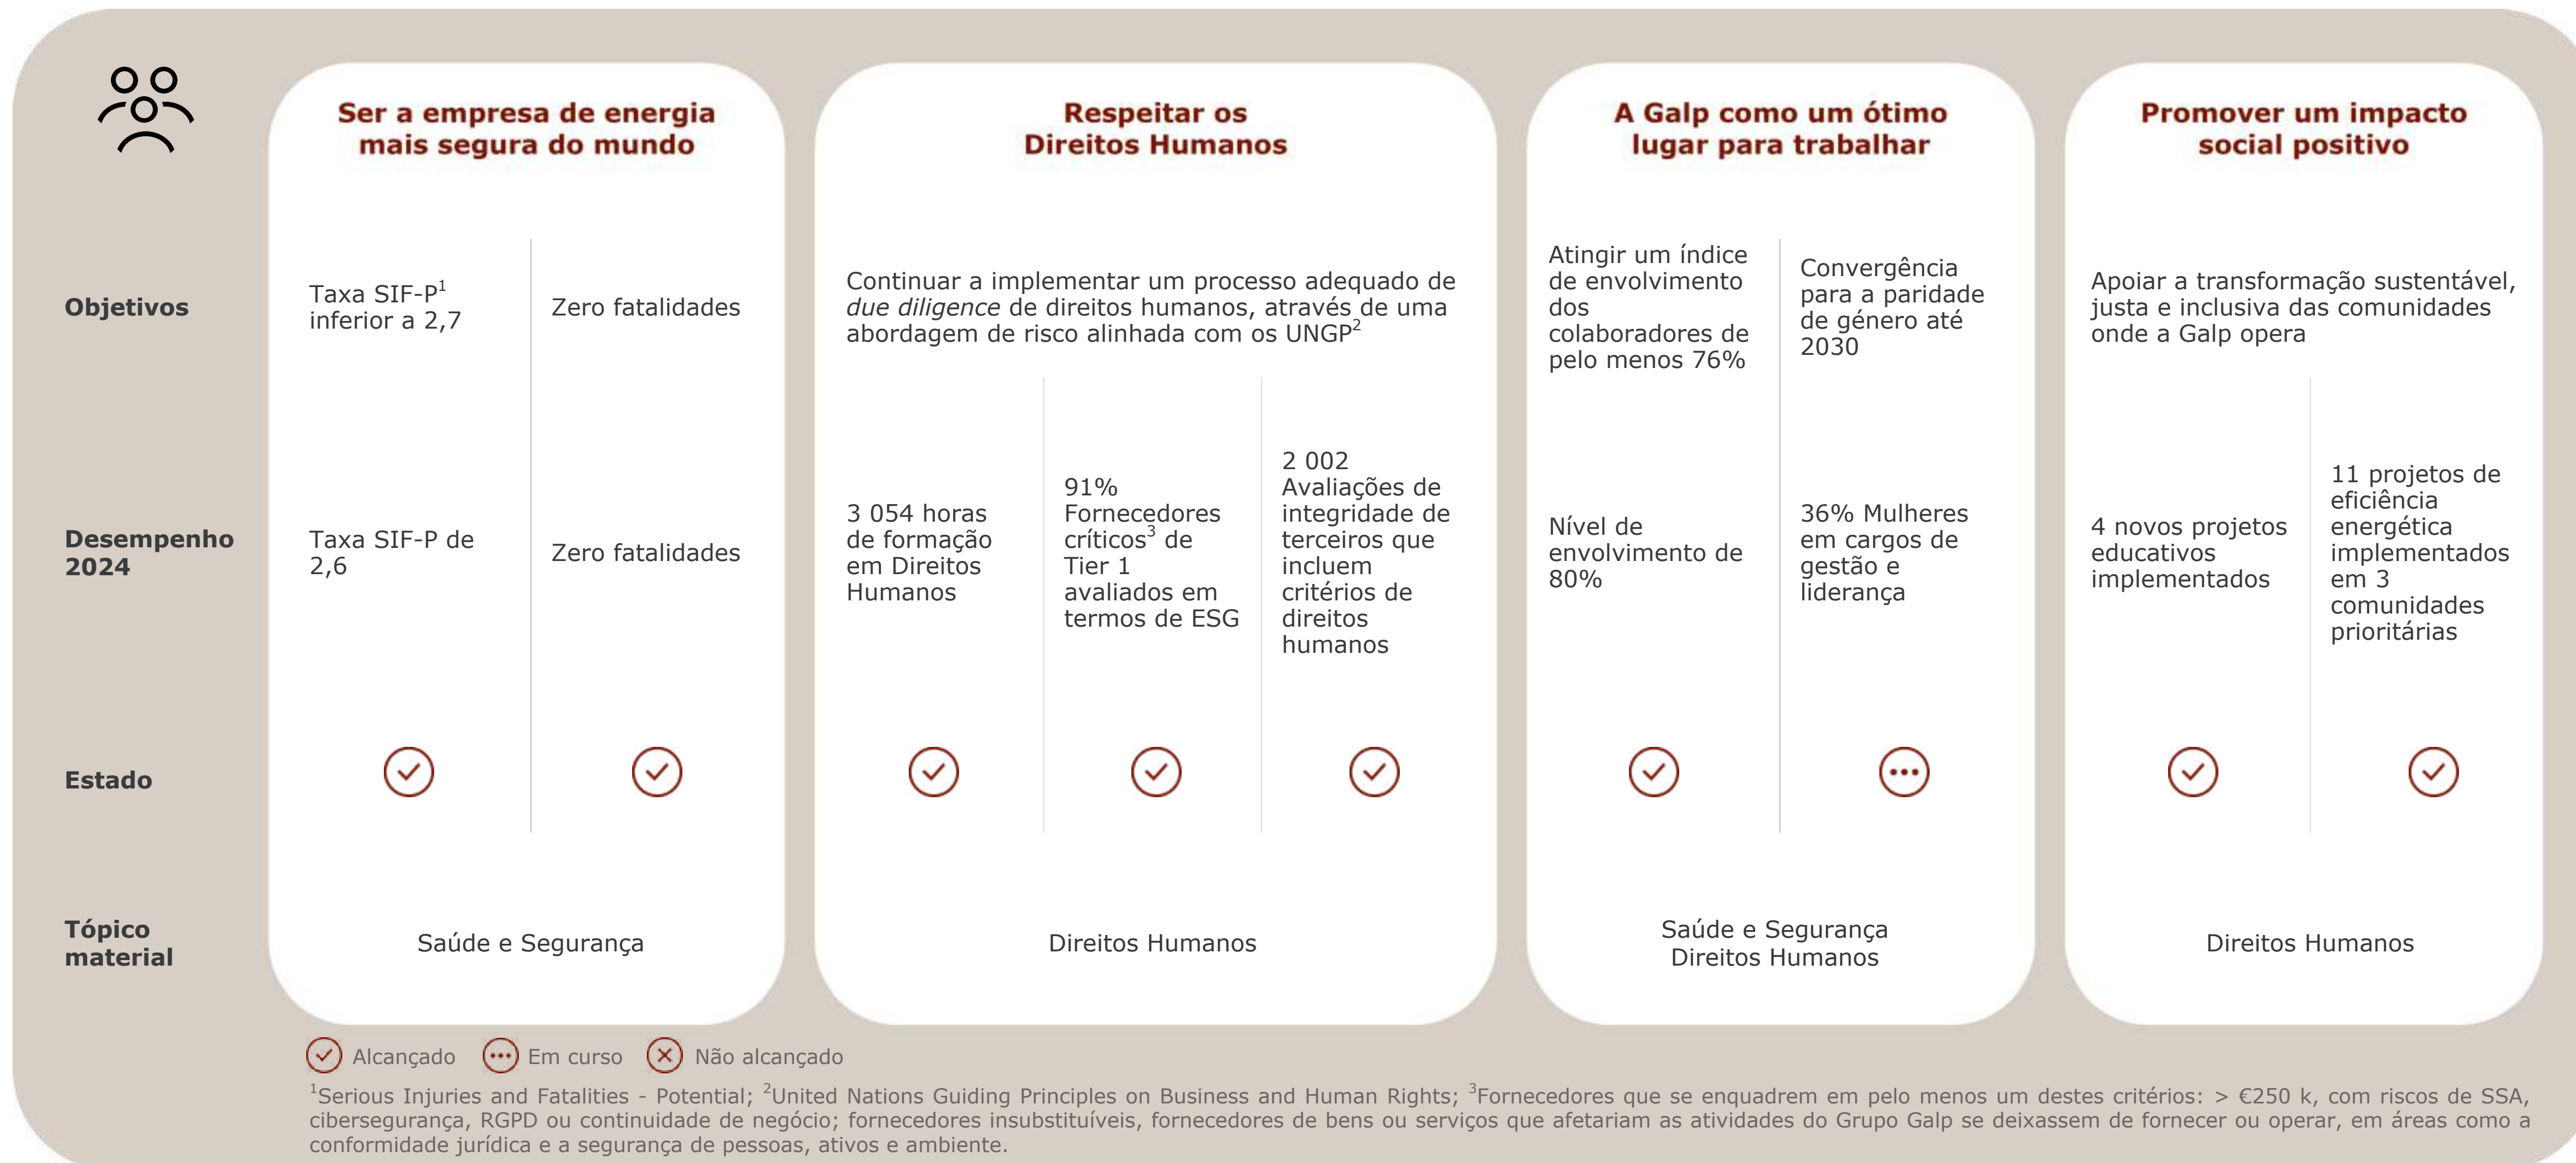 Ser a empresa de energia
mais segura do mundo
Respeitar os
Direitos Humanos
A Galp como um ótimo
lugar para trabalhar
Promover um impacto
social positivo
Objetivos
Taxa SIF-P¹
inferior a 2,7
Zero fatalidades
Continuar a implementar um processo adequado de
due diligence de direitos humanos, através de uma
abordagem de risco alinhada com os UNGP²
Atingir um índice
de envolvimento
dos
colaboradores de
pelo menos 76%
Convergência
para a paridade
de género até
2030
Apoiar a transformação sustentável,
justa e inclusiva das comunidades
onde a Galp opera
Desempenho
2024
Taxa SIF-P de
2,6
Zero fatalidades
3 054 horas
de formação
em Direitos
Humanos
91%
Fornecedores
críticos³ de
Tier 1
avaliados em
termos de ESG
2 002
Avaliações de
integridade de
terceiros que
incluem
critérios de
direitos
humanos
Nível de
envolvimento de
80%
36% Mulheres
em cargos de
gestão e
liderança
4 novos projetos
educativos
implementados
11 projetos de
eficiência
energética
implementados
em 3
comunidades
prioritárias
Estado
Tópico
material
Saúde e Segurança
Direitos Humanos
Saúde e Segurança
Direitos Humanos
Direitos Humanos
Alcançado
Em curso
Não alcançado
¹Serious Injuries and Fatalities - Potential; ²United Nations Guiding Principles on Business and Human Rights; ³Fornecedores que se enquadrem em pelo menos um destes critérios: > €250 k, com riscos de SSA,
cibersegurança, RGPD ou continuidade de negócio; fornecedores insubstituíveis, fornecedores de bens ou serviços que afetariam as atividades do Grupo Galp se deixassem de fornecer ou operar, em áreas como a
conformidade jurídica e a segurança de pessoas, ativos e ambiente.